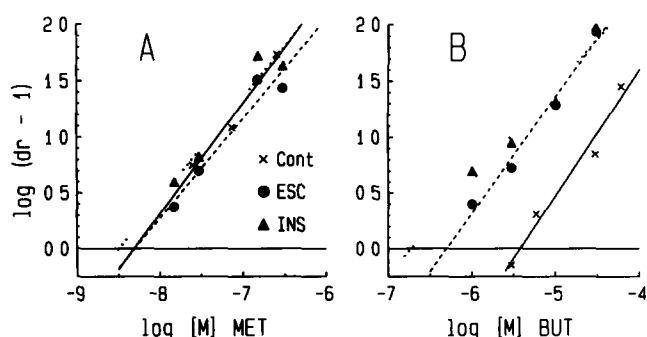 A
B
log (dr - 1)
2 0
1 5
1 0
0 5
0 0
× Cont
● ESC
▲ INS
-9 -8 -7 -6
log [M] MET
2 0
1 5
1 0
0 5
0 0
-7 -6 -5 -4
log [M] BUT